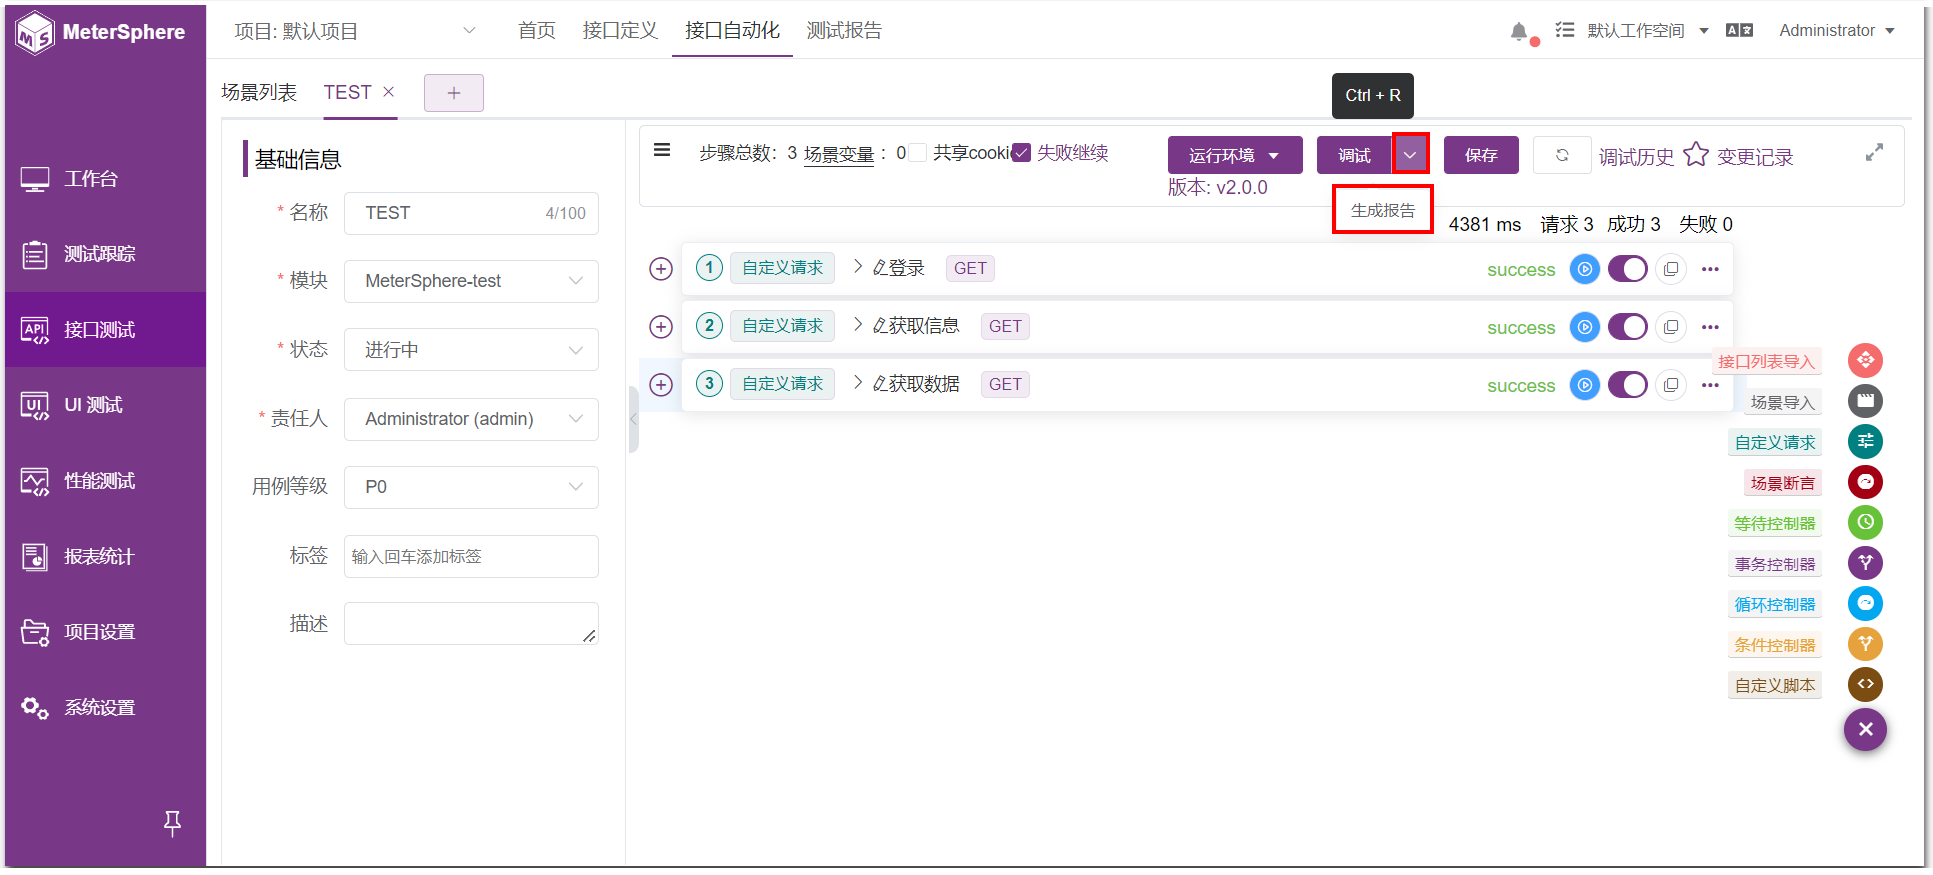 MeterSphere
项目: 默认项目
首页
接口定义
接口自动化
测试报告
默认工作空间
Administrator
场景列表
TEST
Ctrl + R
工作台
测试跟踪
接口测试
UI 测试
性能测试
报表统计
项目设置
系统设置
基础信息
* 名称
TEST
4/100
* 模块
MeterSphere-test
* 状态
进行中
* 责任人
Administrator (admin)
用例等级
P0
标签
输入回车添加标签
描述
步骤总数：3 场景变量 ：0
共享cooki
失败继续
运行环境
调试
保存
调试历史
变更记录
版本: v2.0.0
生成报告
4381 ms 请求 3 成功 3 失败 0
1 自定义请求 登录 GET success
2 自定义请求 获取信息 GET success
3 自定义请求 获取数据 GET success
接口列表导入
场景导入
自定义请求
场景断言
等待控制器
事务控制器
循环控制器
条件控制器
自定义脚本